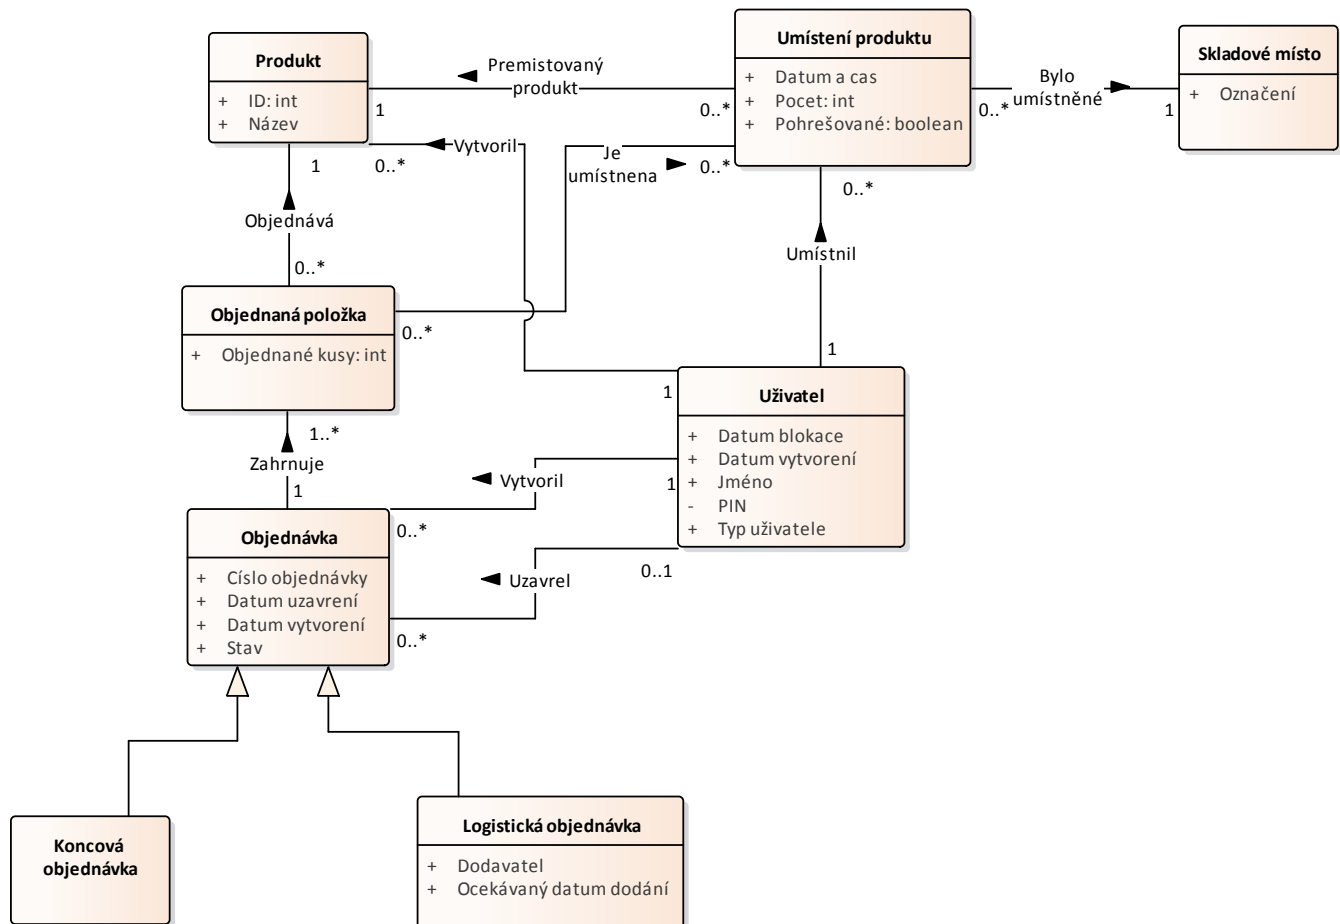 Produkt
+ ID: int
+ Název
Premistovaný
produkt
1
0..*
Umístení produktu
+ Datum a cas
+ Pocet: int
+ Pohrešované: boolean
Bylo
umístněné
0..*
1
Skladové místo
+ Označení
Vytvoril
0..*
1
Je
umístnena
0..*
0..*
1
Objednává
0..*
0..*
Umístnil
1
Objednaná položka
+ Objednané kusy: int
1..*
Zahrnuje
1
Uživatel
+ Datum blokace
+ Datum vytvorení
+ Jméno
- PIN
+ Typ uživatele
Vytvoril
1
0..*
Uzavrel
0..1
0..*
Objednávka
+ Císlo objednávky
+ Datum uzavrení
+ Datum vytvorení
+ Stav
Koncová
objednávka
Logistická objednávka
+ Dodavatel
+ Ocekávaný datum dodání